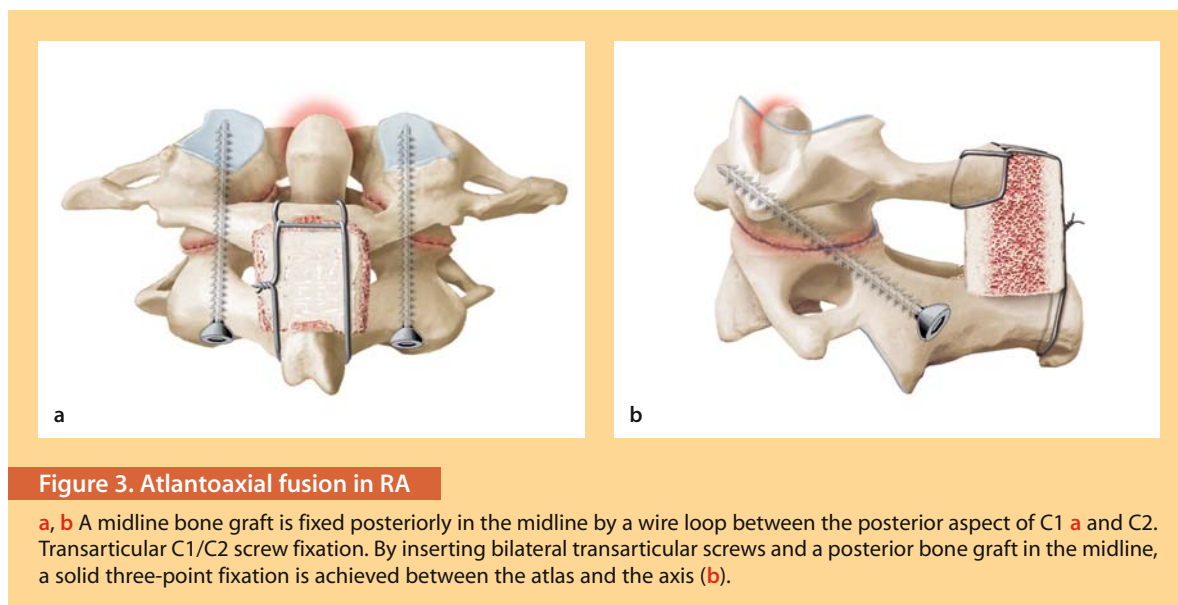 a
b
Figure 3. Atlantoaxial fusion in RA
a, b A midline bone graft is fixed posteriorly in the midline by a wire loop between the posterior aspect of C1 a and C2.
Transarticular C1/C2 screw fixation. By inserting bilateral transarticular screws and a posterior bone graft in the midline,
a solid three-point fixation is achieved between the atlas and the axis (b).